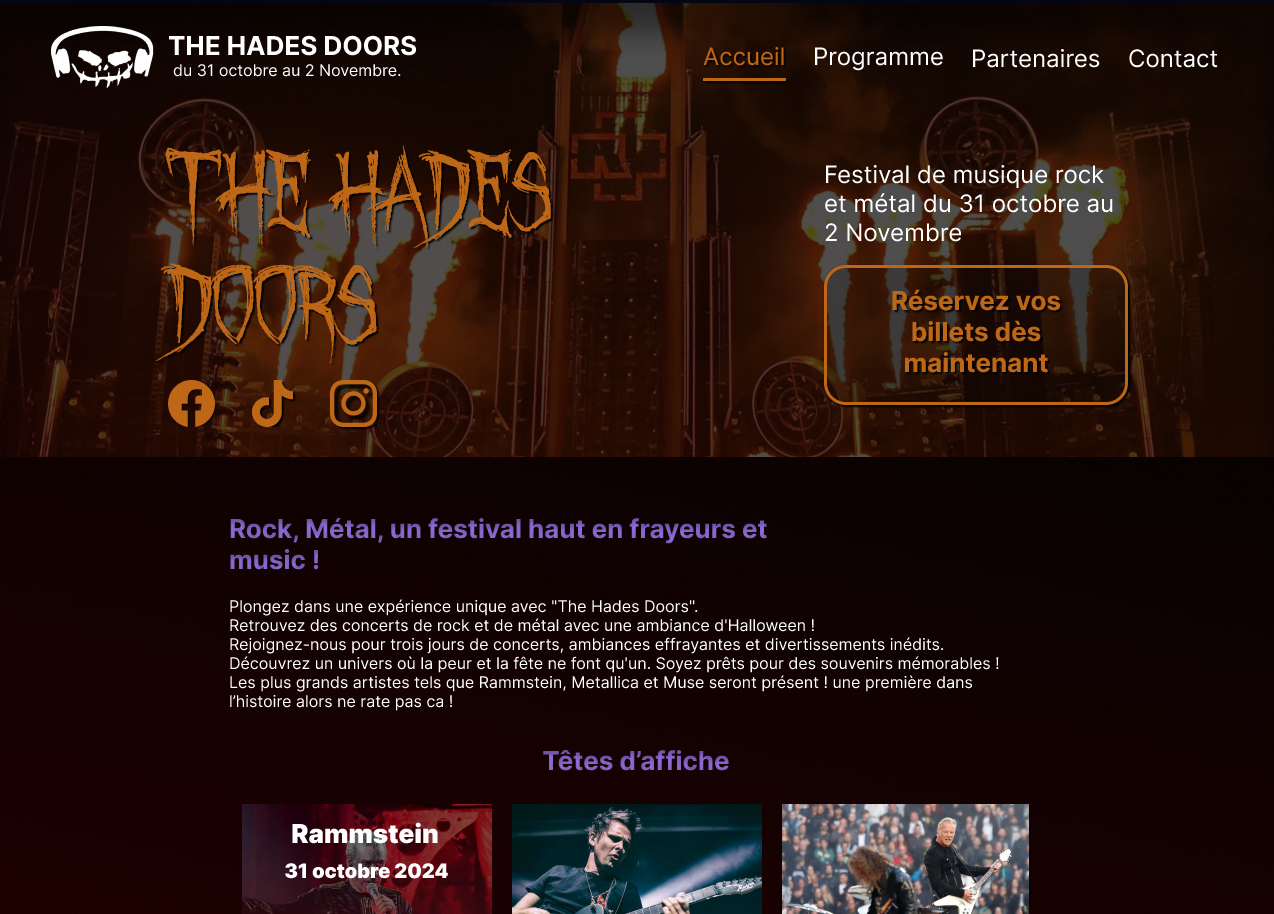 THE HADES DOORS
du 31 octobre au 2 Novembre.
Accueil Programme Partenaires Contact
THE HADES
DOORS
Festival de musique rock
et métal du 31 octobre au
2 Novembre
Réservez vos
billets dès
maintenant
Rock, Métal, un festival haut en frayeurs et
music !
Plongez dans une expérience unique avec "The Hades Doors".
Retrouvez des concerts de rock et de métal avec une ambiance d'Halloween !
Rejoignez-nous pour trois jours de concerts, ambiances effrayantes et divertissements inédits.
Découvrez un univers où la peur et la fête ne font qu'un. Soyez prêts pour des souvenirs mémorables !
Les plus grands artistes tels que Rammstein, Metallica et Muse seront présent ! une première dans
l’histoire alors ne rate pas ca !
Têtes d’affiche
Rammstein
31 octobre 2024